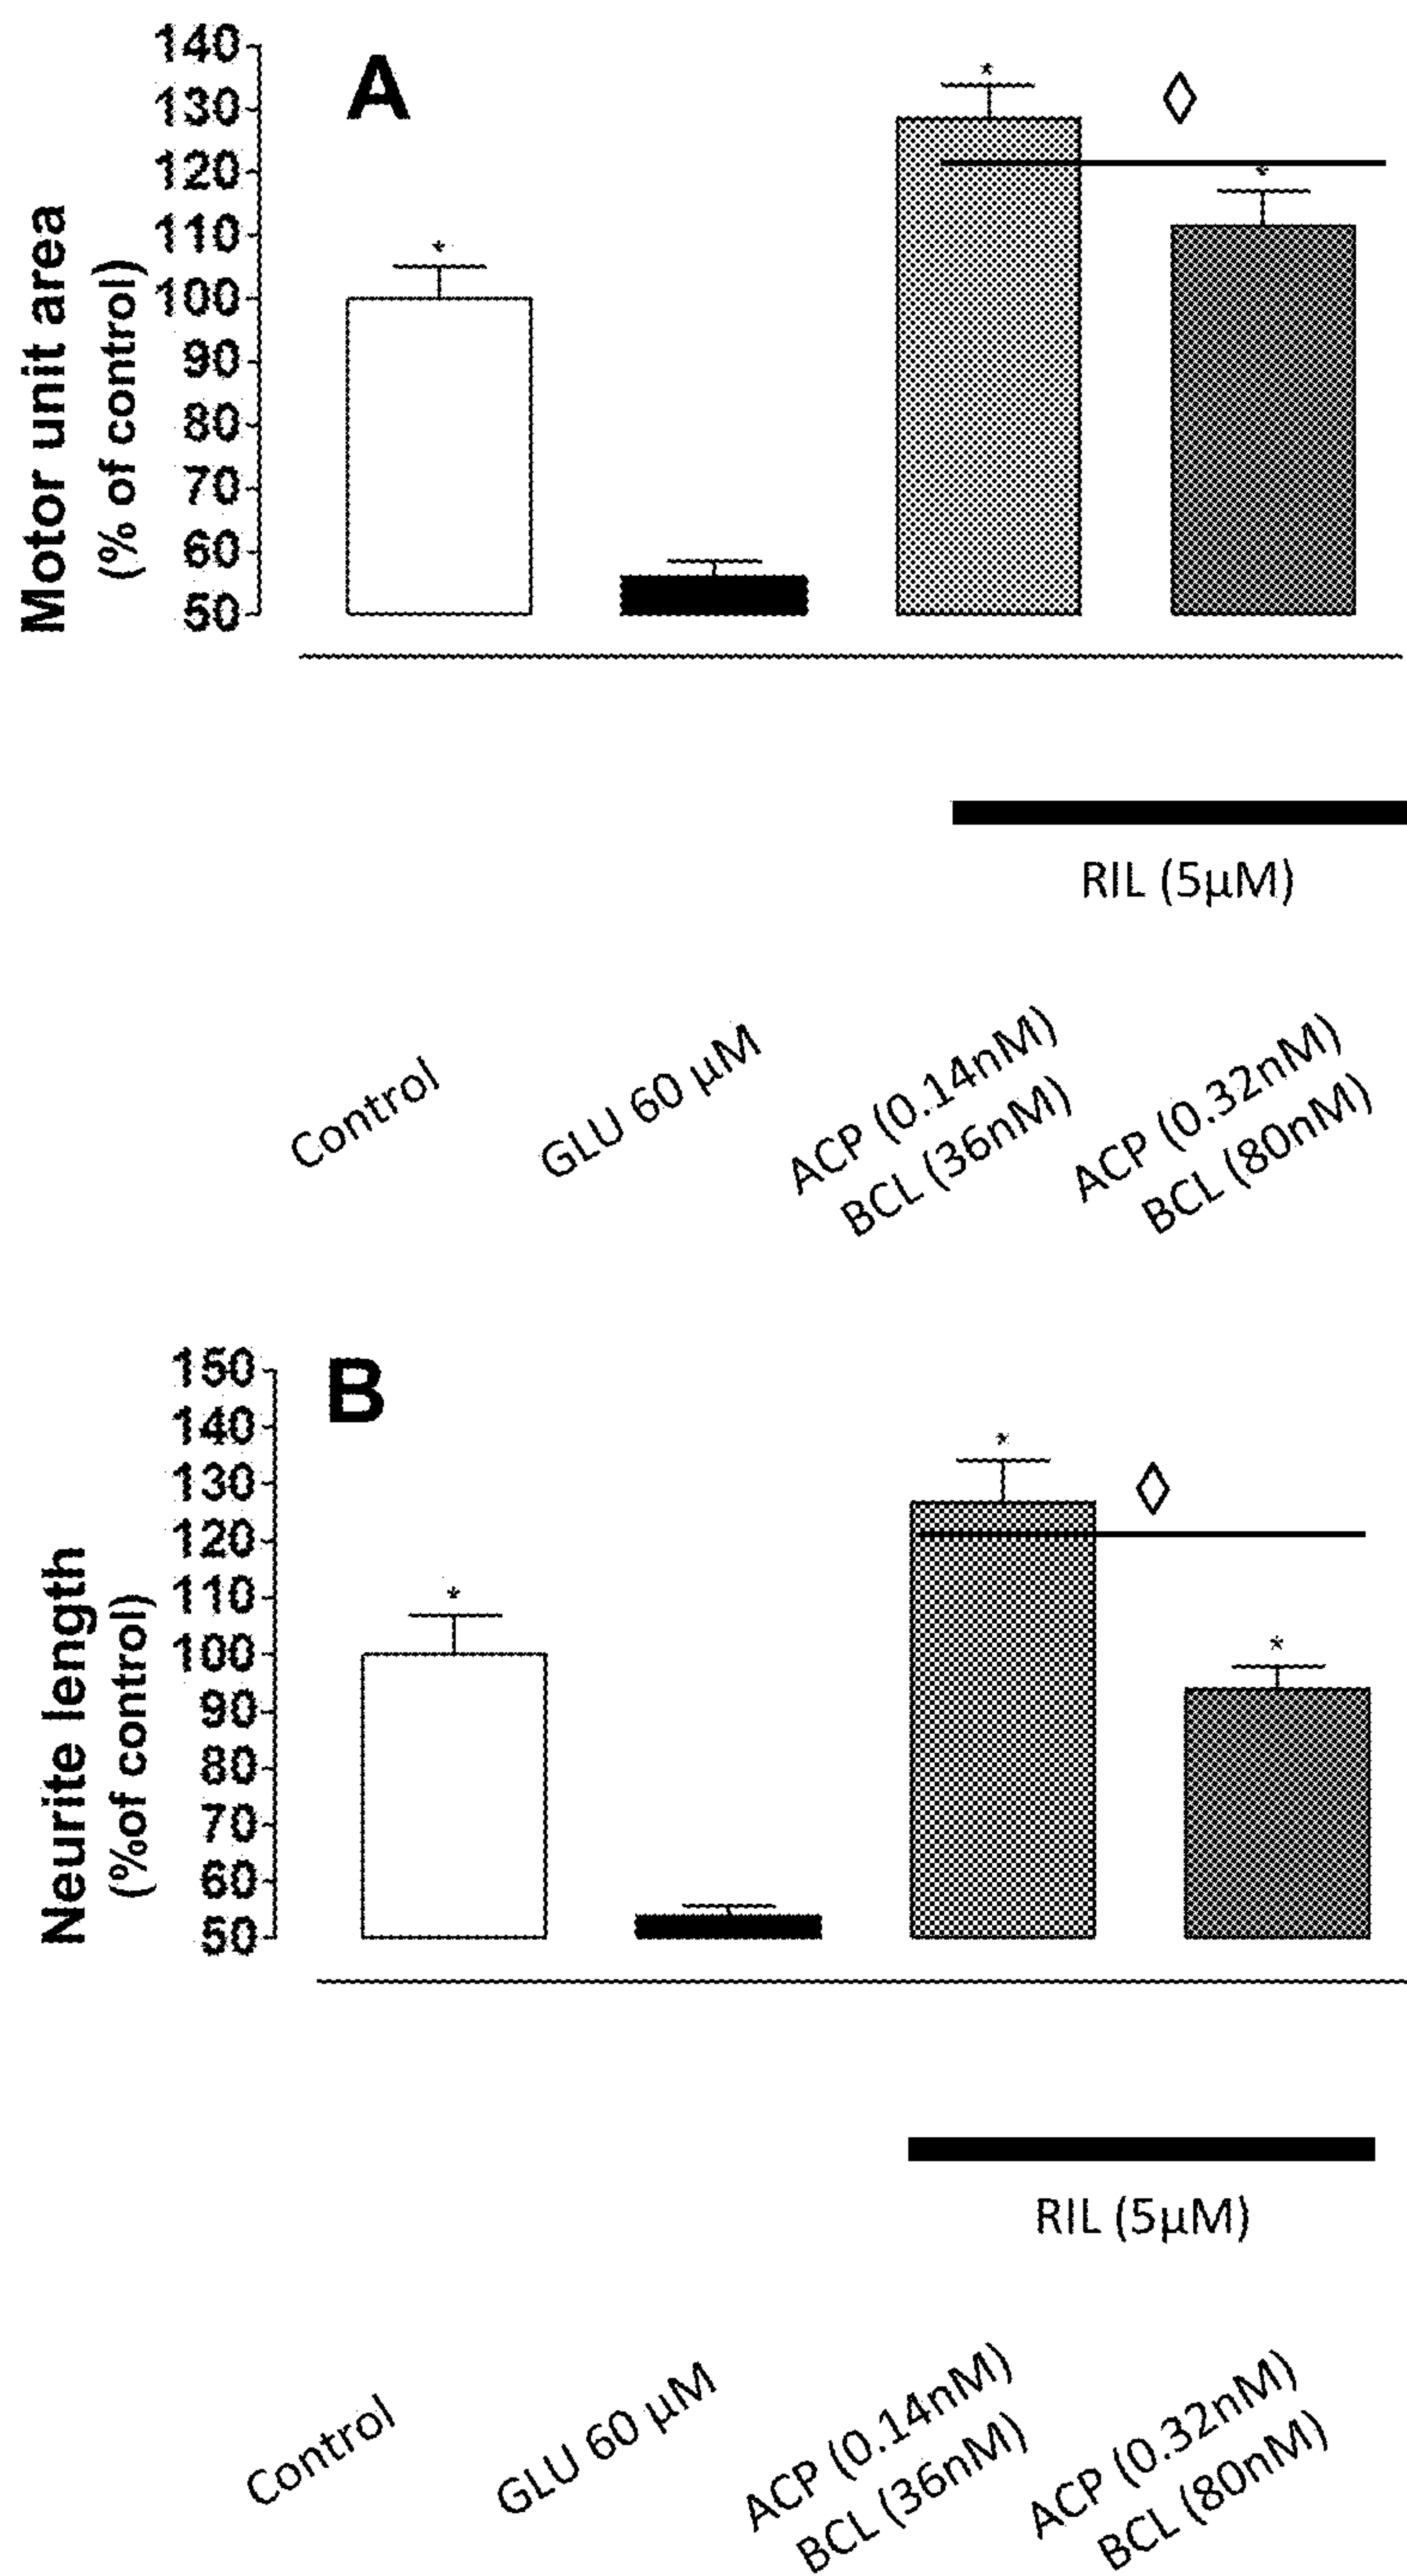 A
140
130
120
110
100
90
80
70
60
50
Motor unit area
(% of control)
*
*
◊
*
RIL (5µM)
Control
GLU 60 µM
ACP (0.14nM)
BCL (36nM)
ACP (0.32nM)
BCL (80nM)
B
150
140
130
120
110
100
90
80
70
60
50
Neurite length
(%of control)
*
*
◊
*
RIL (5µM)
Control
GLU 60 µM
ACP (0.14nM)
BCL (36nM)
ACP (0.32nM)
BCL (80nM)